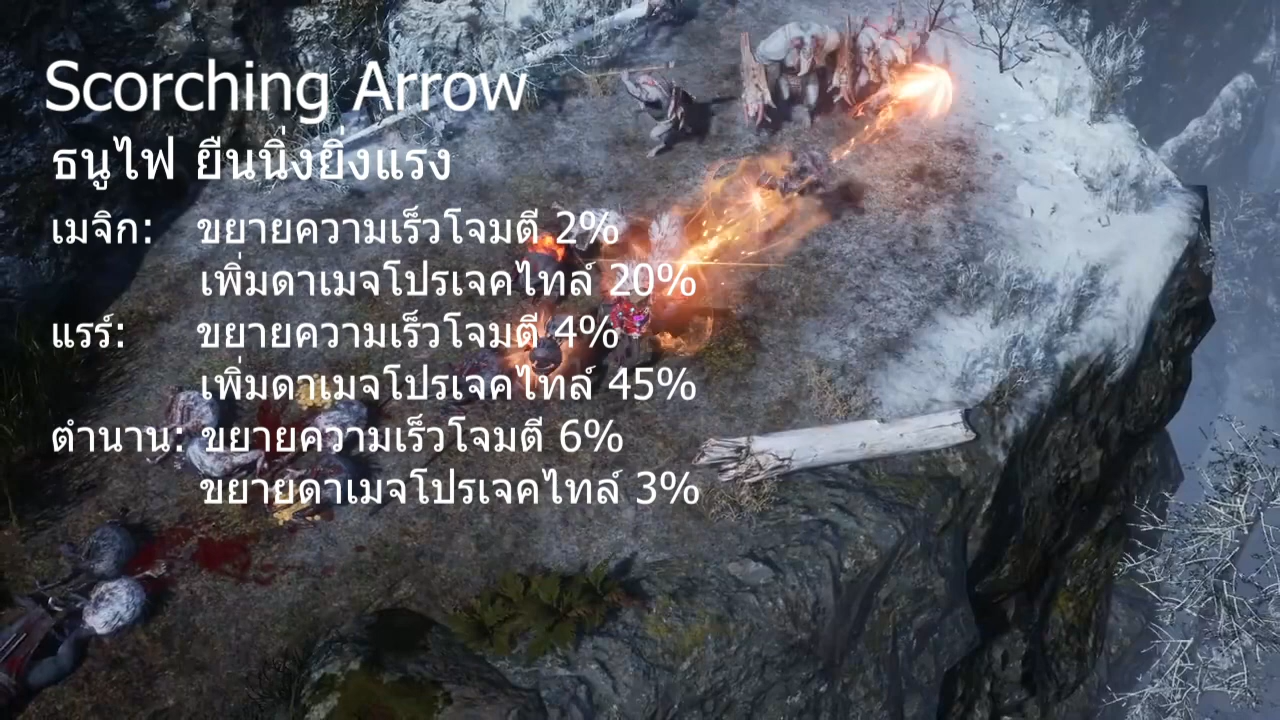 Scorching Arrow
ธนูไฟ ยืนนิ่งยิ่งแรง
เมจิก: ขยายความเร็วโจมตี 2%
เพิ่มดาเมจโปรเจคไทล์ 20%
แรร์: ขยายความเร็วโจมตี 4%
เพิ่มดาเมจโปรเจคไทล์ 45%
ตำนาน: ขยายความเร็วโจมตี 6%
ขยายดาเมจโปรเจคไทล์ 3%